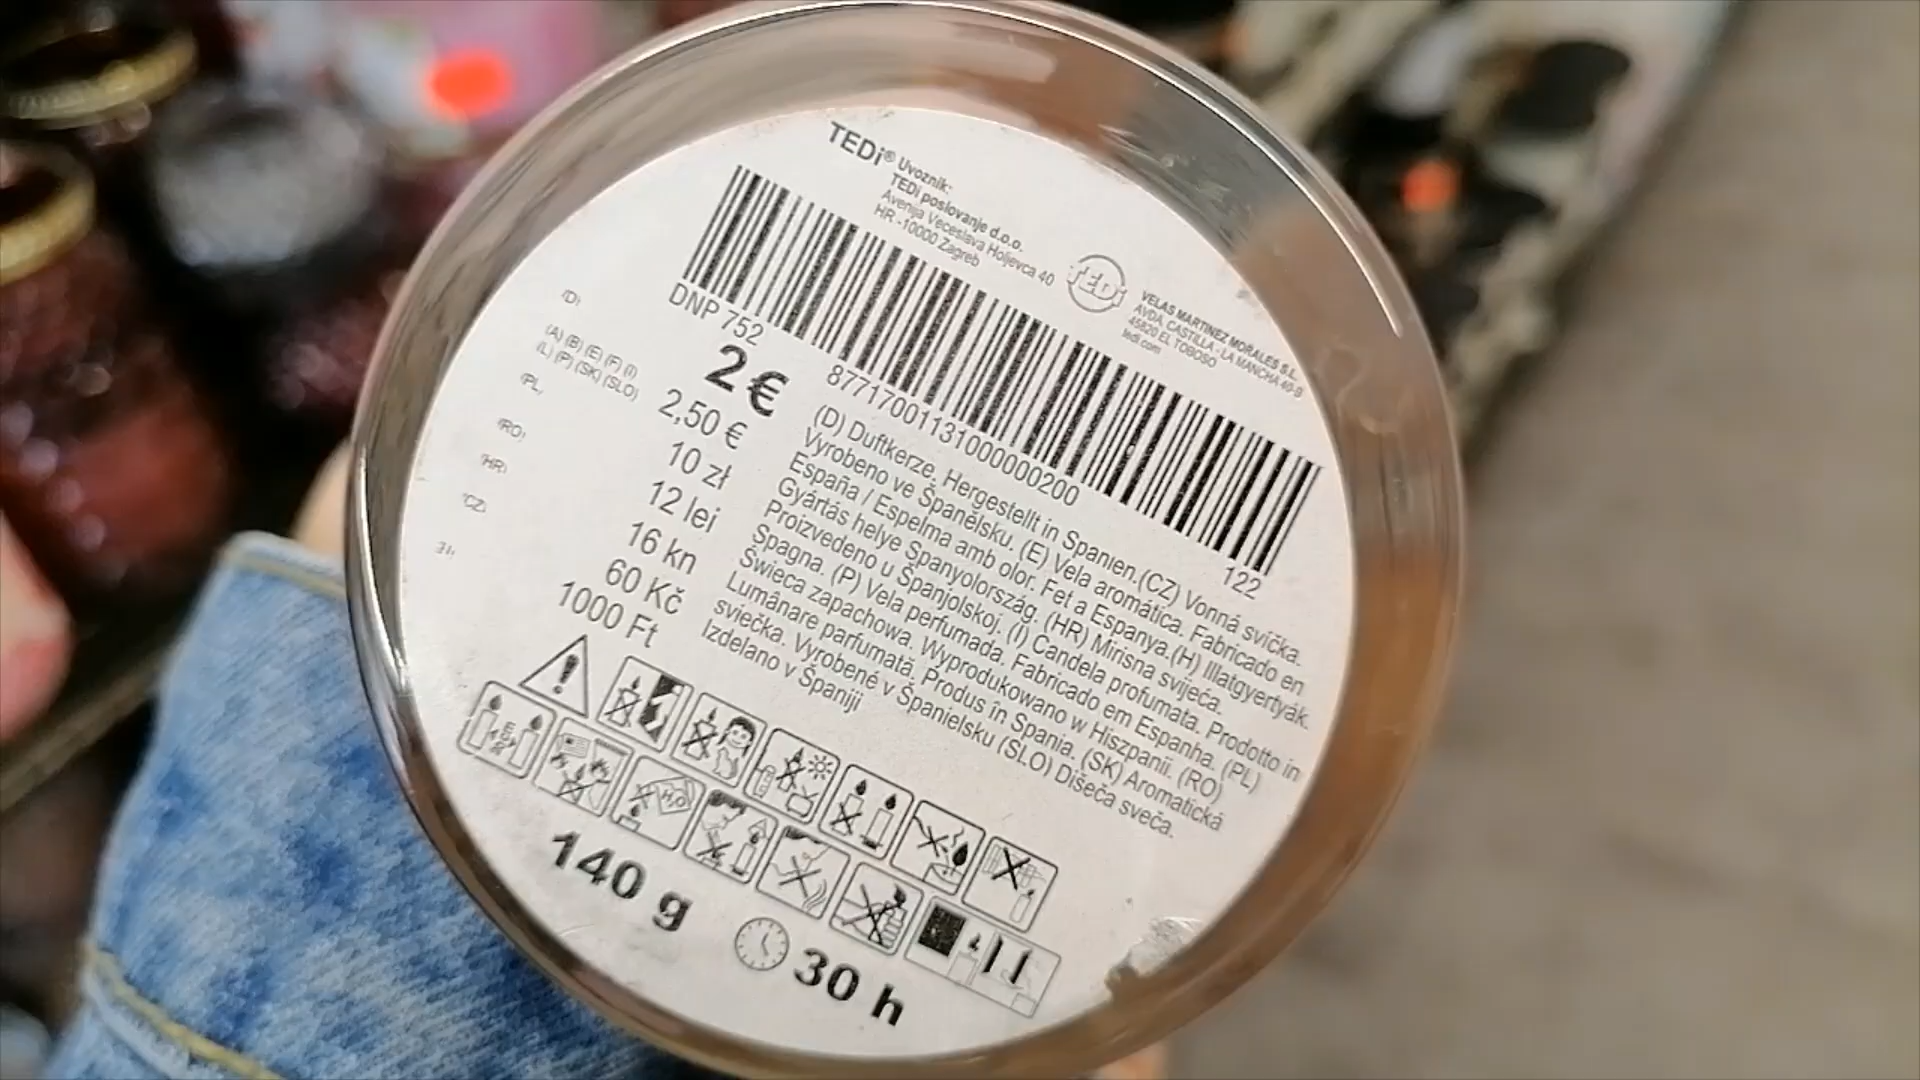 TEDi® Uvoznik:
TEDi poslovanje d.o.o.
Avenija Veceslava Holjevca 40
HR -10000 Zagreb
TEDi
VELAS MARTINEZ MORALES S.L.
AVDA. CASTILLA - LA MANCHA 40-9
45820 EL TOBOSO
tedi.com
DNP 752
87717001131000000200
122
(D) 2€
(A) (B) (E) (F) (I)
(L) (P) (SK) (SLO) 2,50 €
(PL) 10 zł
(RO) 12 lei
(HR) 16 kn
(CZ) 60 Kč
1000 Ft
(D) Duftkerze. Hergestellt in Spanien.(CZ) Vonná svíčka.
Vyrobeno ve Španělsku. (E) Vela aromática. Fabricado en
España / Espelma amb olor. Fet a Espanya.(H) Illatgyertyák.
Gyártás helye Spanyolország. (HR) Mirisna svijeća.
Proizvedeno u Španjolskoj. (I) Candela profumata. Prodotto in
Spagna. (P) Vela perfumada. Fabricado em Espanha. (PL)
Świeca zapachowa. Wyprodukowano w Hiszpanii. (RO)
Lumânare parfumată. Produs în Spania. (SK) Aromatická
sviečka. Vyrobené v Španielsku (SLO) Dišeča sveča.
Izdelano v Španiji
H₂O
140 g
30 h